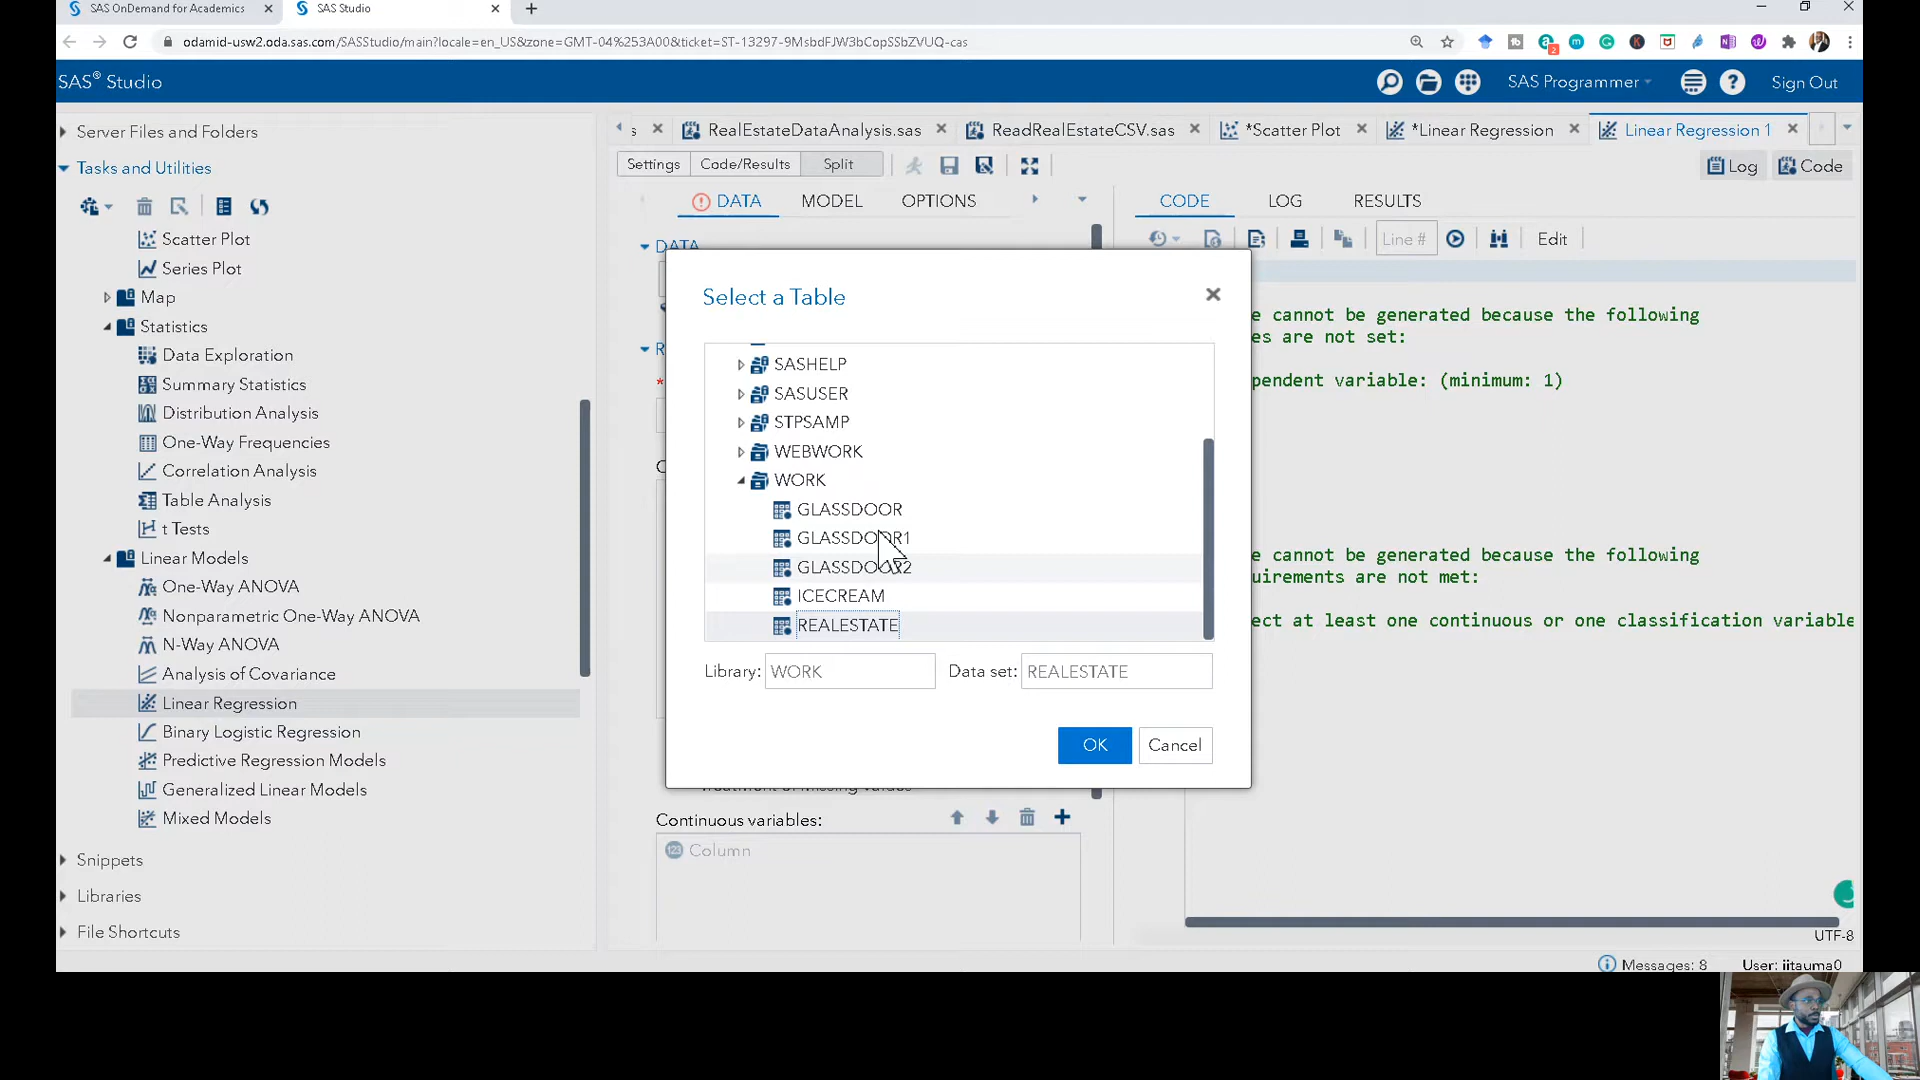 SAS OnDemand for Academics
SAS Studio
odamid-usw2.oda.sas.com/SASStudio/main?locale=en_US&zone=GMT-04%253A00&ticket=ST-13297-9MsbdFJW3bCopSSbZVUQ-cas
2
SAS® Studio
SAS Programmer
Sign Out
Server Files and Folders
Tasks and Utilities
Scatter Plot
Series Plot
Map
Statistics
Data Exploration
Summary Statistics
Distribution Analysis
One-Way Frequencies
Correlation Analysis
Table Analysis
t Tests
Linear Models
One-Way ANOVA
Nonparametric One-Way ANOVA
N-Way ANOVA
Analysis of Covariance
Linear Regression
Binary Logistic Regression
Predictive Regression Models
Generalized Linear Models
Mixed Models
Snippets
Libraries
File Shortcuts
s
RealEstateDataAnalysis.sas
ReadRealEstateCSV.sas
*Scatter Plot
*Linear Regression
Linear Regression 1
Settings
Code/Results
Split
Log
Code
DATA
MODEL
OPTIONS
CODE
LOG
RESULTS
DATA
Line #
Edit
Select a Table
SASHELP
SASUSER
STPSAMP
WEBWORK
WORK
GLASSDOOR
GLASSDOOR1
GLASSDOOR2
ICECREAM
REALESTATE
Library: WORK
Data set: REALESTATE
OK
Cancel
e cannot be generated because the following
es are not set:
pendent variable: (minimum: 1)
e cannot be generated because the following
uirements are not met:
ect at least one continuous or one classification variable
Continuous variables:
Column
UTF-8
Messages: 8
User: iitauma0